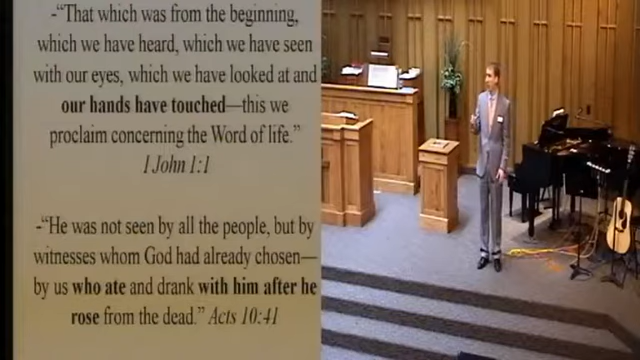 -“That which was from the beginning,
which we have heard, which we have seen
with our eyes, which we have looked at and
our hands have touched—this we
proclaim concerning the Word of life.”
1 John 1:1
-“He was not seen by all the people, but by
witnesses whom God had already chosen—
by us who ate and drank with him after he
rose from the dead.” Acts 10:41